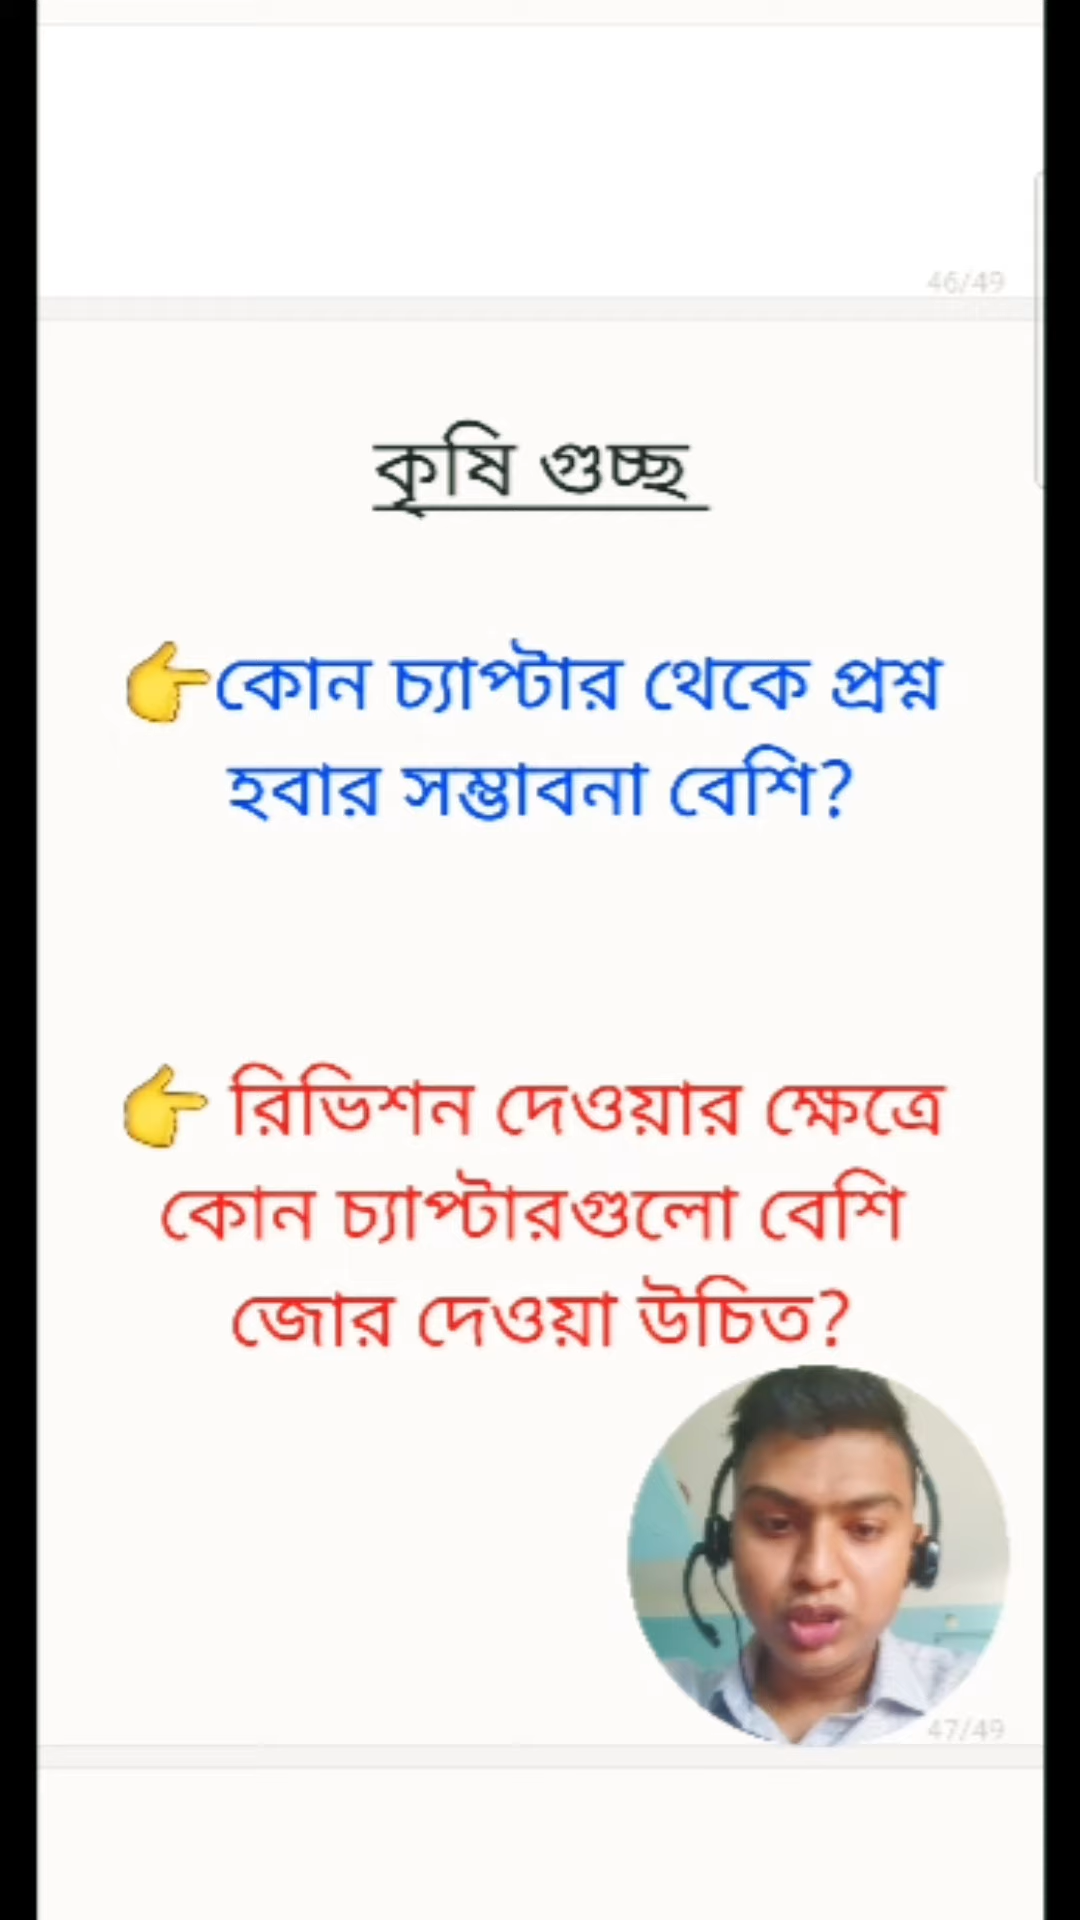 46/49
কৃষি গুচ্ছ
👉কোন চ্যাপ্টার থেকে প্রশ্ন
হবার সম্ভাবনা বেশি?
👉 রিভিশন দেওয়ার ক্ষেত্রে
কোন চ্যাপ্টারগুলো বেশি
জোর দেওয়া উচিত?
47/49